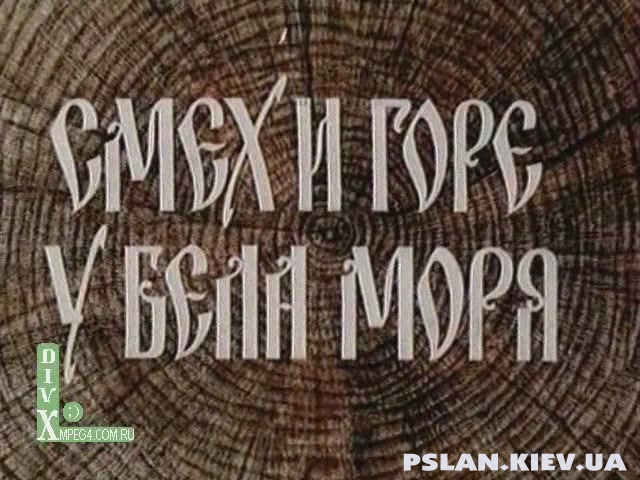 СМЕХ И ГОРЕ
У БЕЛА МОРЯ
DIVX
MPEG4.COM.RU
PSLAN.KIEV.UA